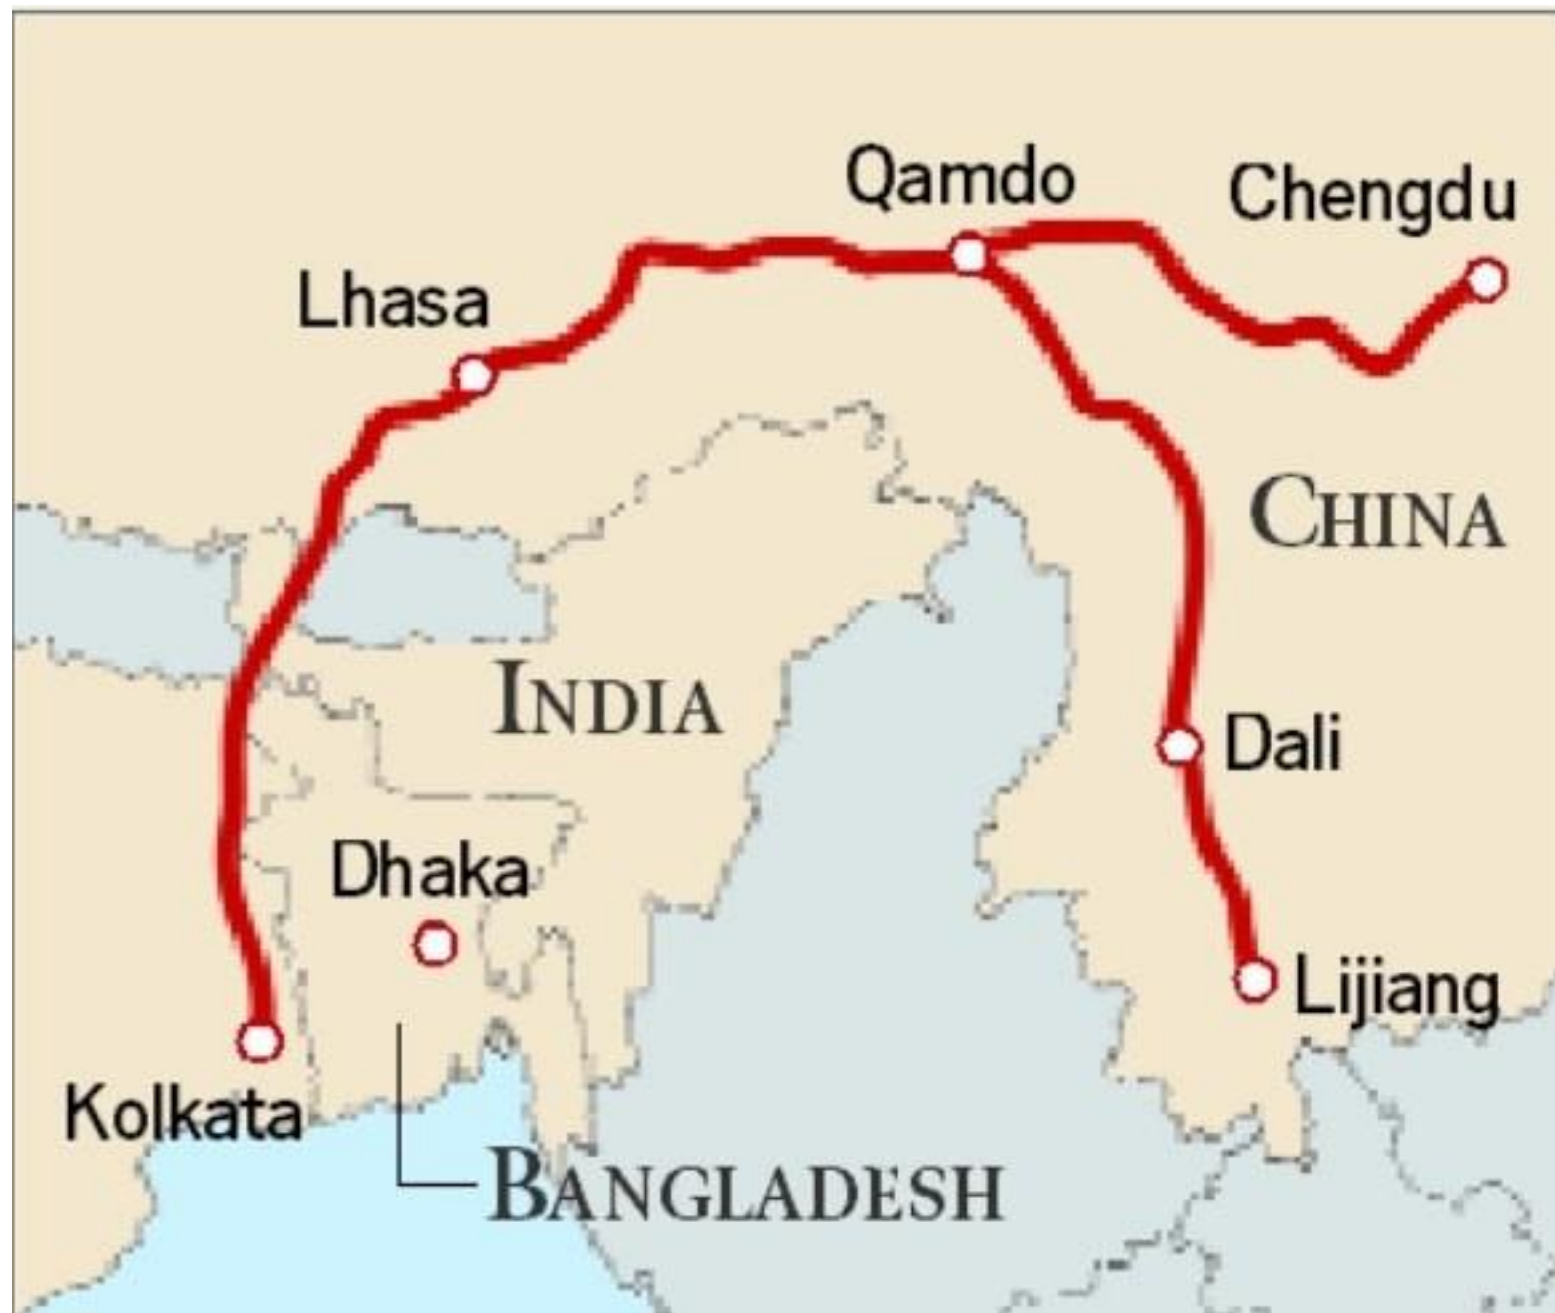 Qamdo
Chengdu
Lhasa
CHINA
INDIA
Dali
Dhaka
Lijiang
Kolkata
BANGLADESH